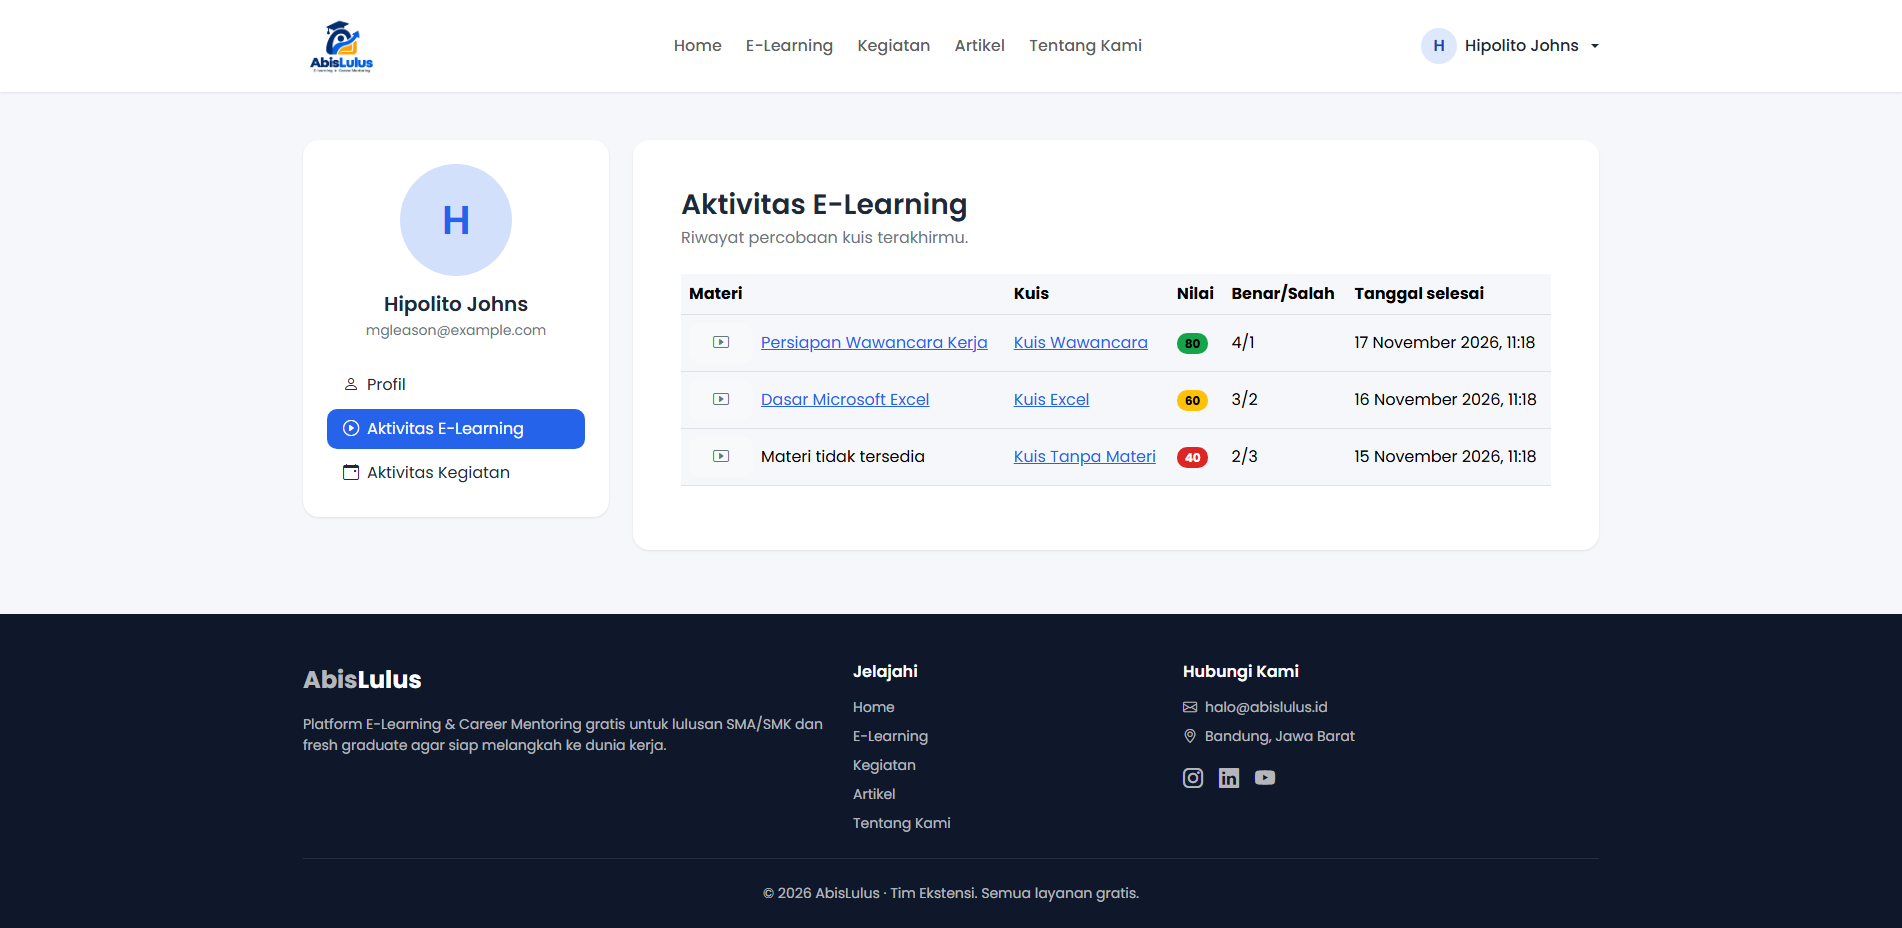 AbisLulus
Home
E-Learning
Kegiatan
Artikel
Tentang Kami
H
Hipolito Johns
H
Hipolito Johns
mgleason@example.com
Profil
Aktivitas E-Learning
Aktivitas Kegiatan
Aktivitas E-Learning
Riwayat percobaan kuis terakhirmu.
Materi Kuis Nilai Benar/Salah Tanggal selesai
Persiapan Wawancara Kerja Kuis Wawancara 80 4/1 17 November 2026, 11:18
Dasar Microsoft Excel Kuis Excel 60 3/2 16 November 2026, 11:18
Materi tidak tersedia Kuis Tanpa Materi 40 2/3 15 November 2026, 11:18
AbisLulus
Platform E-Learning & Career Mentoring gratis untuk lulusan SMA/SMK dan
fresh graduate agar siap melangkah ke dunia kerja.
Jelajahi
Home
E-Learning
Kegiatan
Artikel
Tentang Kami
Hubungi Kami
halo@abislulus.id
Bandung, Jawa Barat
© 2026 AbisLulus · Tim Ekstensi. Semua layanan gratis.